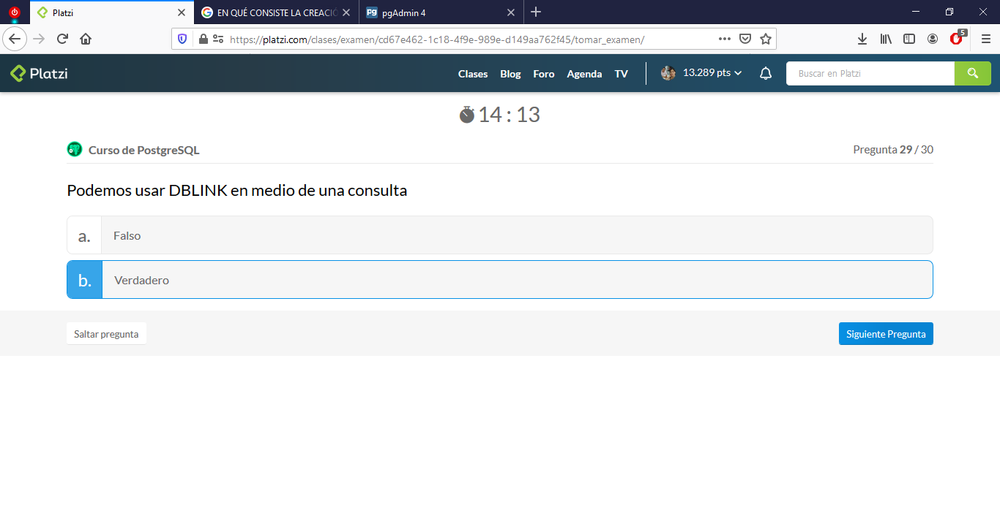 Platzi
EN QUÉ CONSISTE LA CREACIÓ
pgAdmin 4
https://platzi.com/clases/examen/cd67e462-1c18-4f9e-989e-d149aa762f45/tomar_examen/
5
Platzi
Clases
Blog
Foro
Agenda
TV
13.289 pts
Buscar en Platzi
14 : 13
Curso de PostgreSQL
Pregunta 29 / 30
Podemos usar DBLINK en medio de una consulta
a. Falso
b. Verdadero
Saltar pregunta
Siguiente Pregunta